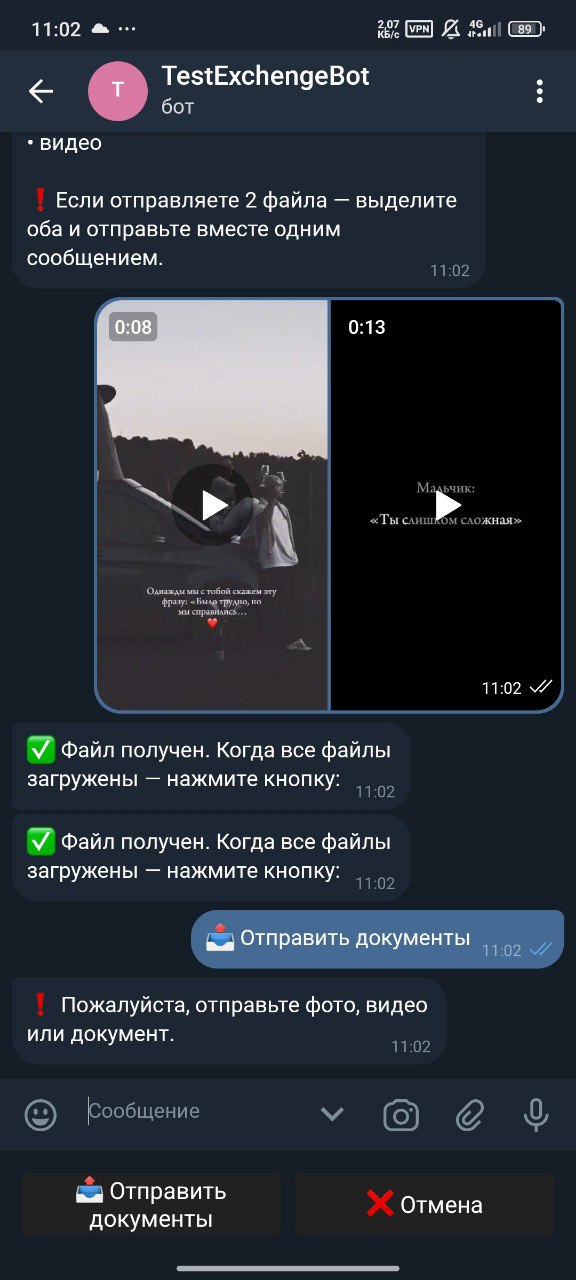 11:02
2,07
КБ/с
VPN
4G
89
T
TestExchengeBot
бот
• видео
❗ Если отправляете 2 файла — выделите
оба и отправьте вместе одним
сообщением.
11:02
0:08
0:13
Однажды мы с тобой скажем эту
фразу: «Было трудно, но
мы справились…
❤️
Мальчик:
«Ты слишком сложная»
11:02
✅ Файл получен. Когда все файлы
загружены — нажмите кнопку:
11:02
✅ Файл получен. Когда все файлы
загружены — нажмите кнопку:
11:02
📤 Отправить документы
11:02
❗ Пожалуйста, отправьте фото, видео
или документ.
11:02
Сообщение
📤 Отправить
документы
❌ Отмена